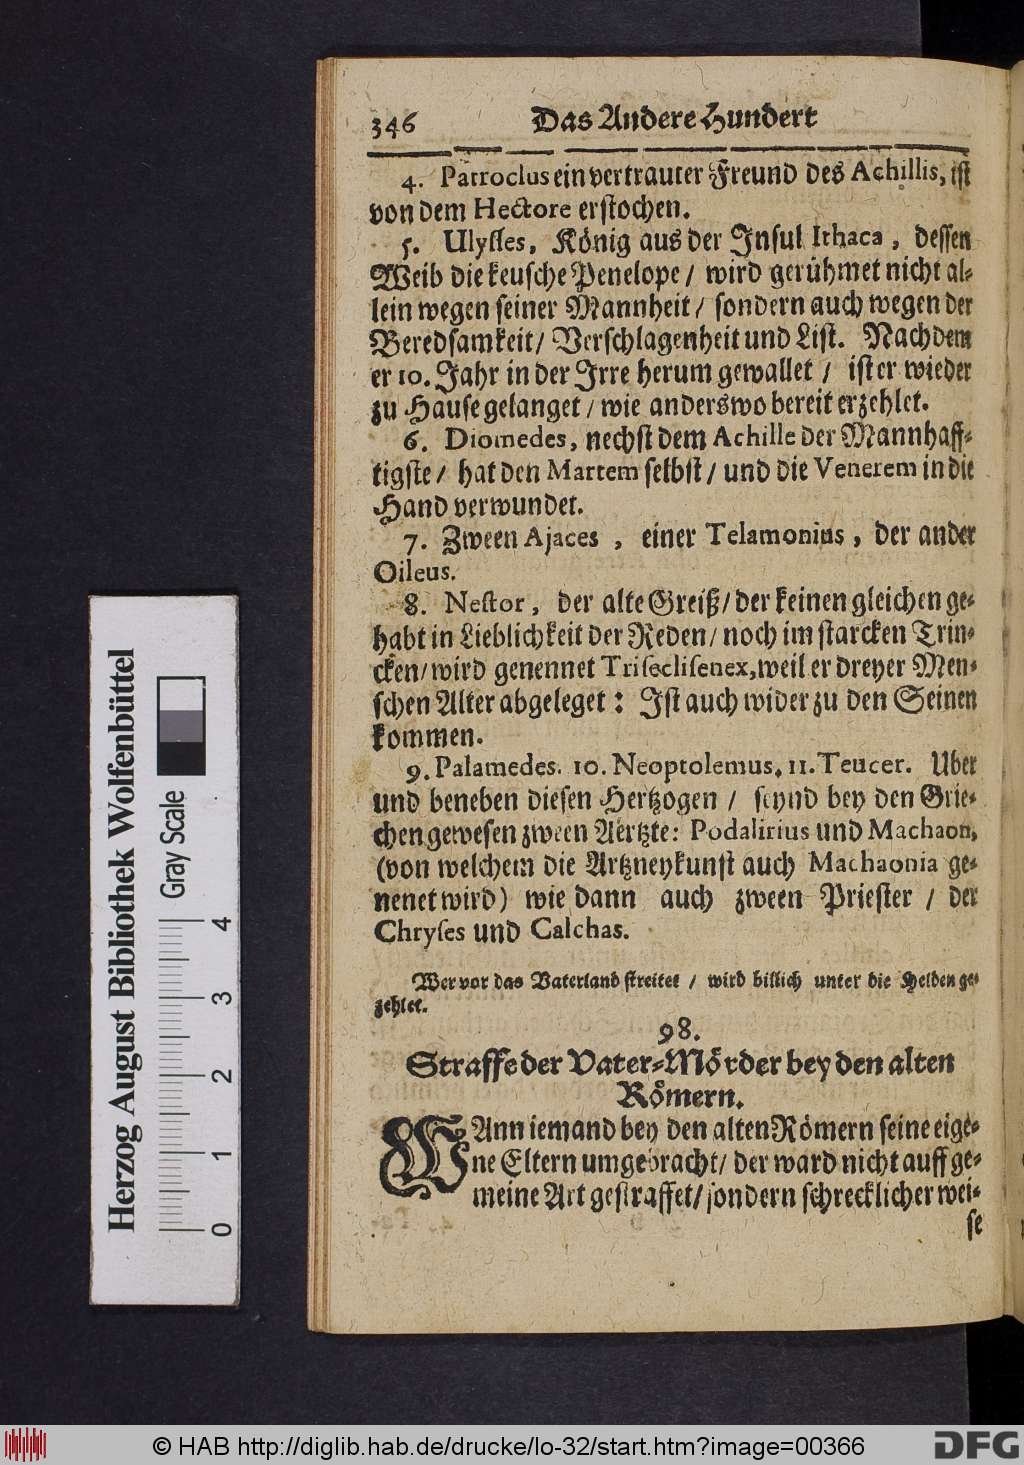 346 Das Andere Hundert
4. Patroclus ein vertrauter Freund des Achillis, ist
von dem Hectore erstochen.
5. Ulysses, König aus der Insul Ithaca, dessen
Weib die keusche Penelope / wird gerühmet nicht al-
lein wegen seiner Mannheit / sondern auch wegen der
Beredsamkeit / Verschlagenheit und List. Nachdem
er 10. Jahr in der Irre herum gewallet / ist er wieder
zu Hause gelanget / wie anderswo bereit erzehlet.
6. Diomedes, nechst dem Achille der Mannhaff-
tigste / hat den Martem selbst / und die Venerem in die
Hand verwundet.
7. Zween Ajaces, einer Telamonius, der ander
Oileus.
8. Nestor, der alte Greiß / der keinen gleichen ge-
habt in Lieblichkeit der Reden / noch im starcken Trin-
cken / wird genennet Triseclisenex, weil er dreyer Men-
schen Alter abgeleget: Ist auch wider zu den Seinen
kommen.
9. Palamedes. 10. Neoptolemus. 11. Teucer. Uber
und beneben diesen Hertzogen / seynd bey den Grie-
chen gewesen zween Aertzte: Podalirius und Machaon,
(von welchem die Artzneykunst auch Machaonia ge-
nenet wird) wie dann auch zween Priester / der
Chryses und Calchas.
Wer vor das Vaterland streitet / wird billich unter die Helden ge-
zehlet.
98.
Straffe der Vater-Mörder bey den alten
Römern.
WAnn iemand bey den alten Römern seine eige-
ne Eltern umgebracht / der ward nicht auff ge-
meine Art gestraffet / sondern schrecklicher wei-
se
Herzog August Bibliothek Wolfenbüttel
Gray Scale
0 1 2 3 4
© HAB http://diglib.hab.de/drucke/lo-32/start.htm?image=00366
DFG